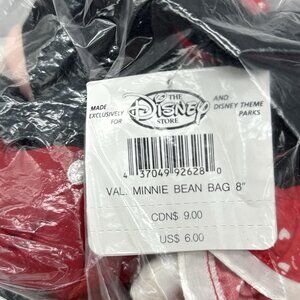 MADE
EXCLUSIVELY
FOR
THE
DISNEY
STORE
AND
DISNEY THEME
PARKS
4 37049 92628 0
VAL. MINNIE BEAN BAG 8"
CDN$ 9.00
US$ 6.00